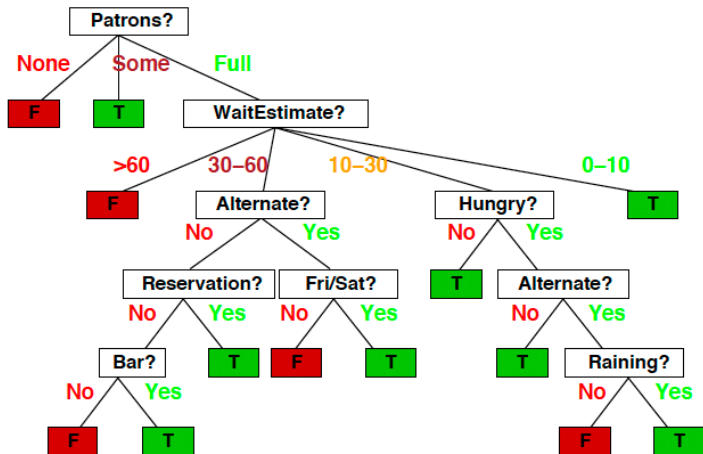 Patrons?
None Some Full
F T WaitEstimate?
>60 30–60 10–30 0–10
F Alternate? Hungry? T
No Yes No Yes
Reservation? Fri/Sat? T Alternate?
No Yes No Yes No Yes
Bar? T F T T Raining?
No Yes No Yes
F T F T